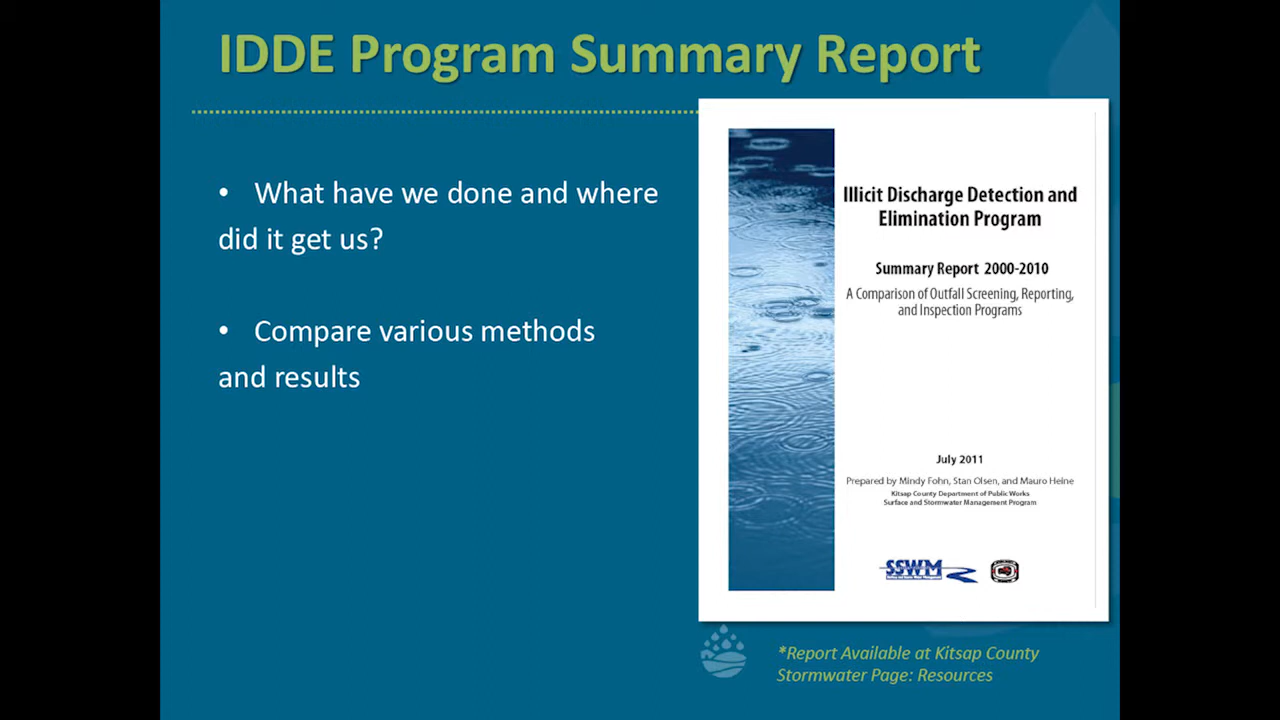 IDDE Program Summary Report
• What have we done and where
did it get us?
• Compare various methods
and results
Illicit Discharge Detection and
Elimination Program
Summary Report 2000-2010
A Comparison of Outfall Screening, Reporting,
and Inspection Programs
July 2011
Prepared by Mindy Fohn, Stan Olsen, and Mauro Heine
Kitsap County Department of Public Works
Surface and Stormwater Management Program
SSWM
*Report Available at Kitsap County
Stormwater Page: Resources